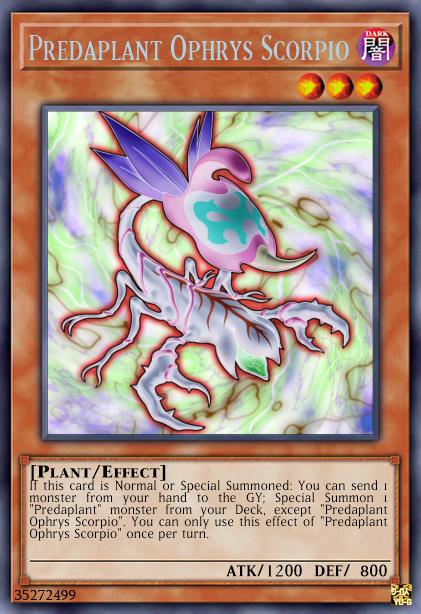 PREDAPLANT OPHRYS SCORPIO
DARK
闇
[PLANT/EFFECT]
If this card is Normal or Special Summoned: You can send 1
monster from your hand to the GY; Special Summon 1
"Predaplant" monster from your Deck, except "Predaplant
Ophrys Scorpio". You can only use this effect of "Predaplant
Ophrys Scorpio" once per turn.
ATK/1200 DEF/ 800
35272499